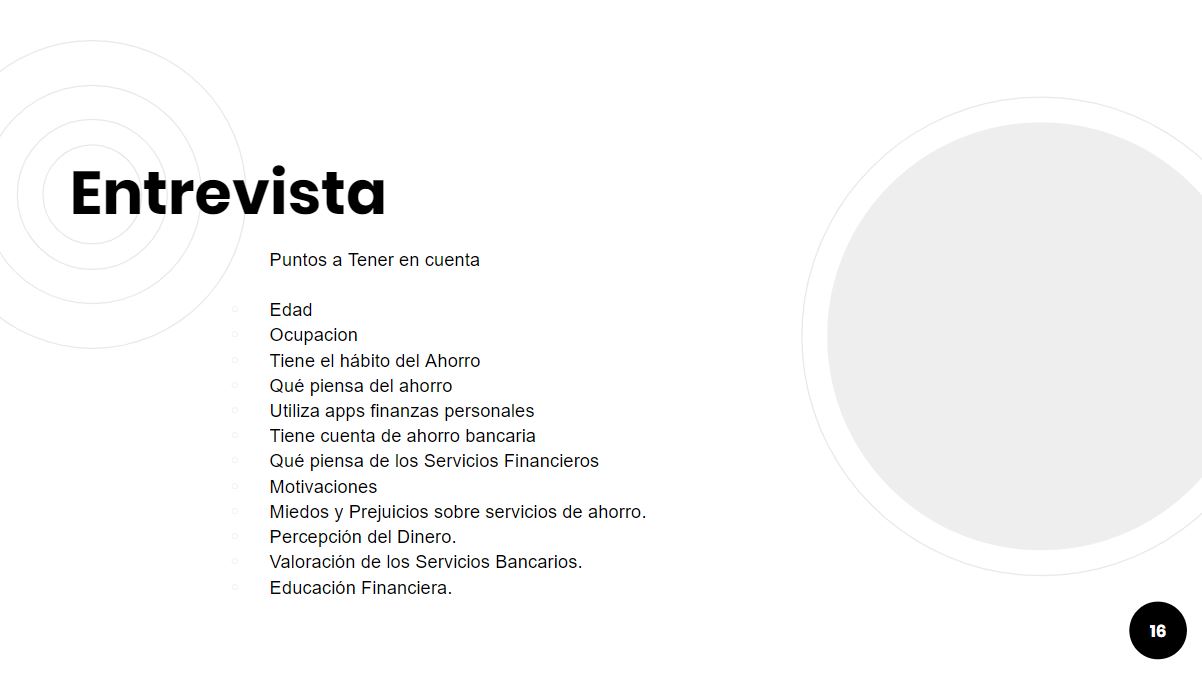 Entrevista
Puntos a Tener en cuenta
Edad
Ocupacion
Tiene el hábito del Ahorro
Qué piensa del ahorro
Utiliza apps finanzas personales
Tiene cuenta de ahorro bancaria
Qué piensa de los Servicios Financieros
Motivaciones
Miedos y Prejuicios sobre servicios de ahorro.
Percepción del Dinero.
Valoración de los Servicios Bancarios.
Educación Financiera.
16